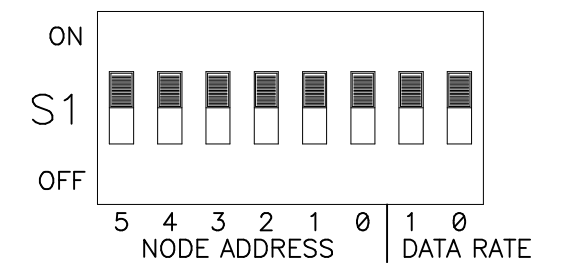 ON
S1
OFF
5 4 3 2 1 0 1 0
NODE ADDRESS DATA RATE